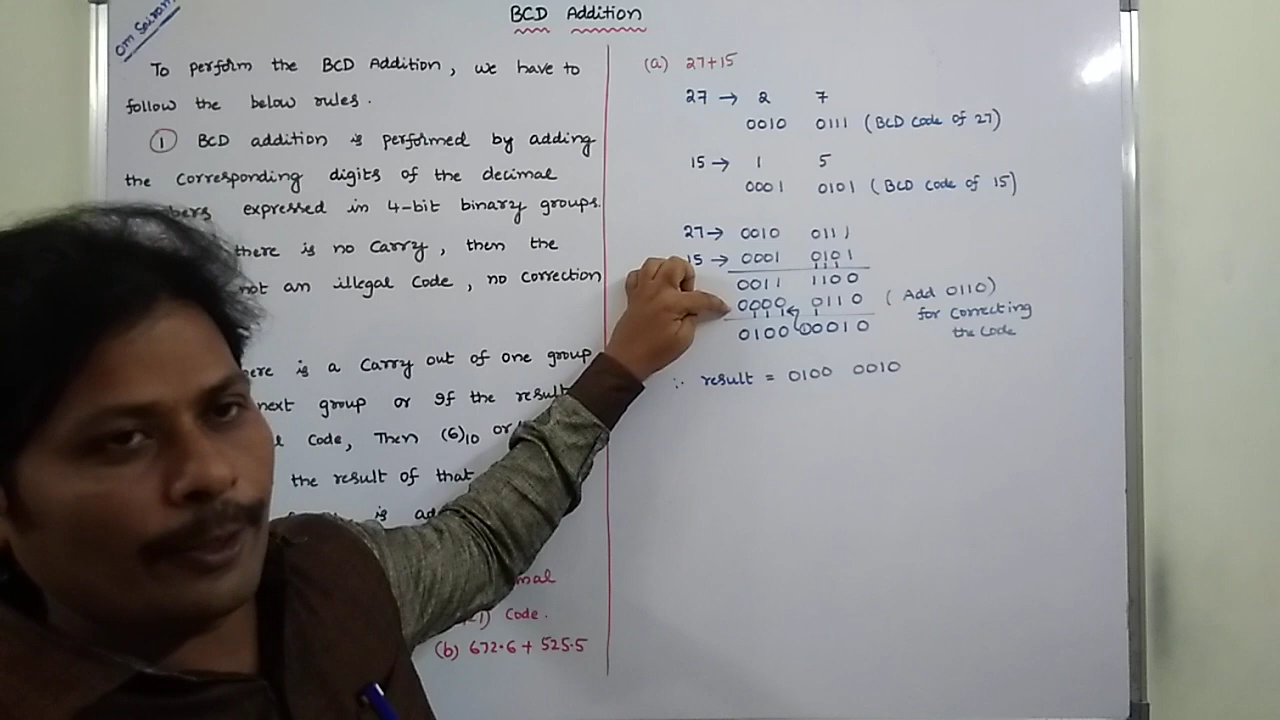 Om Sairam
BCD Addition
To perform the BCD Addition, we have to
follow the below rules.
① BCD addition is performed by adding
the corresponding digits of the decimal
bers expressed in 4-bit binary groups.
there is no Carry, then the
not an illegal Code, no correction
ere is a Carry out of one group
next group or If the result
Code, Then (6)10 or
the result of that
is ad
mal
Code.
(b) 672.6 + 525.5
(a) 27+15
27 → 2 7
0010 0111 (BCD code of 27)
15 → 1 5
0001 0101 (BCD code of 15)
27 → 0010 0111
15 → 0001 0101
0011 1100
0000 0110 (Add 0110)
for correcting
the Code
0100 ①0010
∴ result = 0100 0010